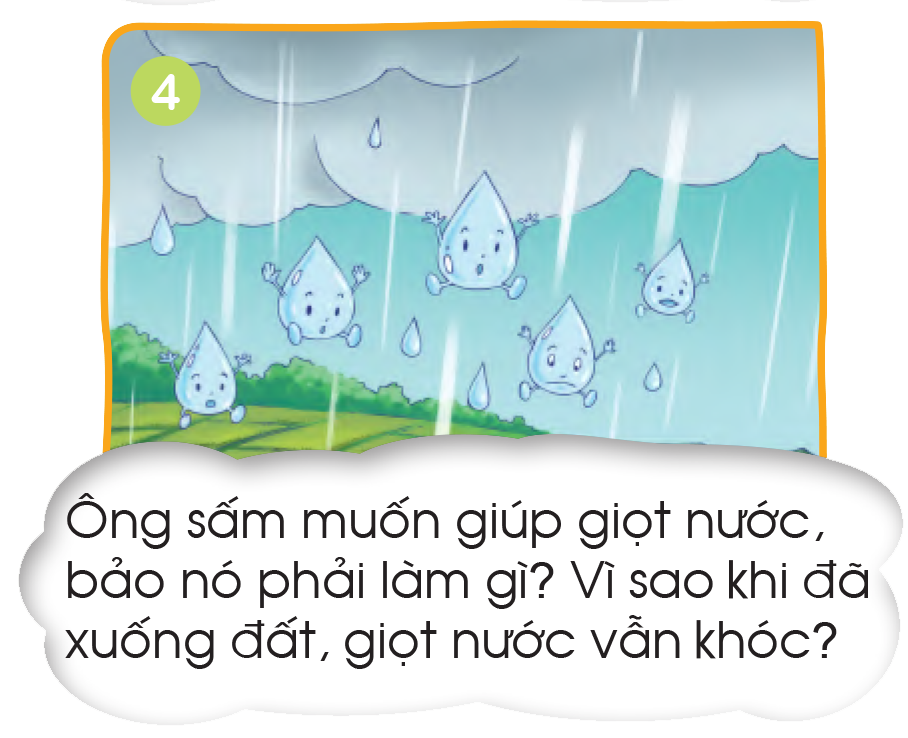 4
Ông sấm muốn giúp giọt nước,
bảo nó phải làm gì? Vì sao khi đã
xuống đất, giọt nước vẫn khóc?